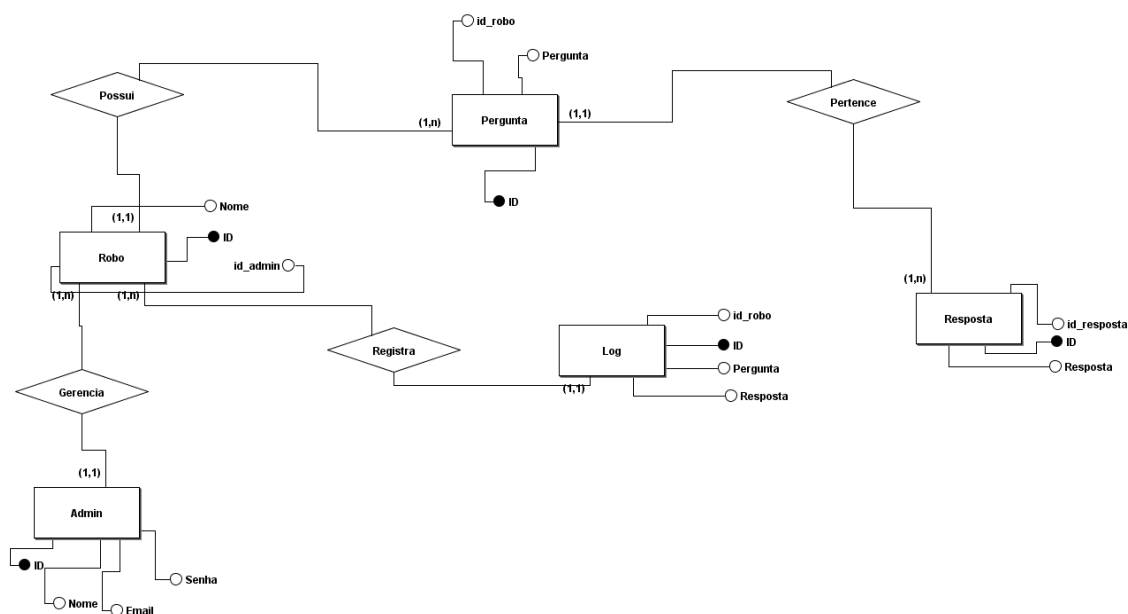 id_robo
Pergunta
Possui
Pertence
(1,n)
Pergunta
(1,1)
ID
Nome
(1,1)
ID
Robo
id_admin
(1,n)
(1,n)
(1,n)
Resposta
id_resposta
ID
Resposta
id_robo
Registra
Log
ID
Pergunta
(1,1)
Resposta
Gerencia
(1,1)
Admin
ID
Senha
Nome
Email